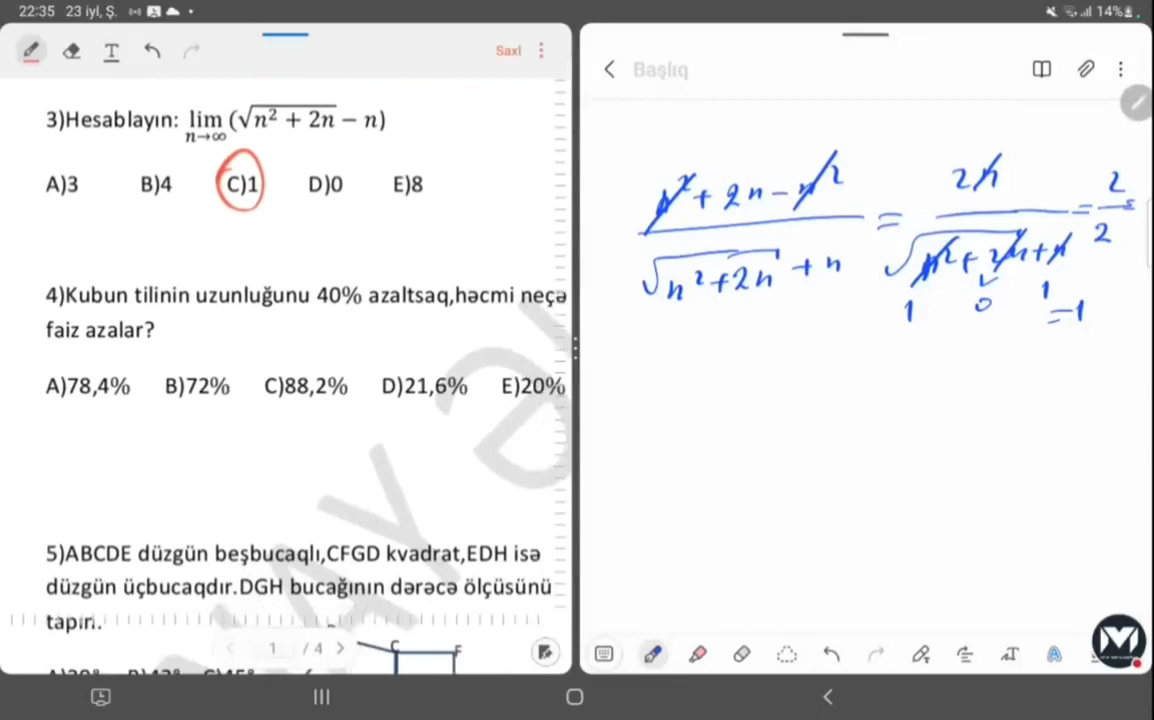 22:35 23 iyl, Ş.
14%
Saxl
Başlıq
3)Hesablayın: lim n→∞ (√n² + 2n − n)
A)3 B)4 C)1 D)0 E)8
4)Kubun tilinin uzunluğunu 40% azaltsaq,həcmi neçə
faiz azalar?
A)78,4% B)72% C)88,2% D)21,6% E)20%
5)ABCDE düzgün beşbucaqlı,CFGD kvadrat,EDH isə
düzgün üçbucaqdır.DGH bucağının dərəcə ölçüsünü
tapın.
1 / 4
C F
n² + 2n − n² = 2n = 2 =
√n² + 2n + n √n² + 2n + n 2
1 0 1
=1